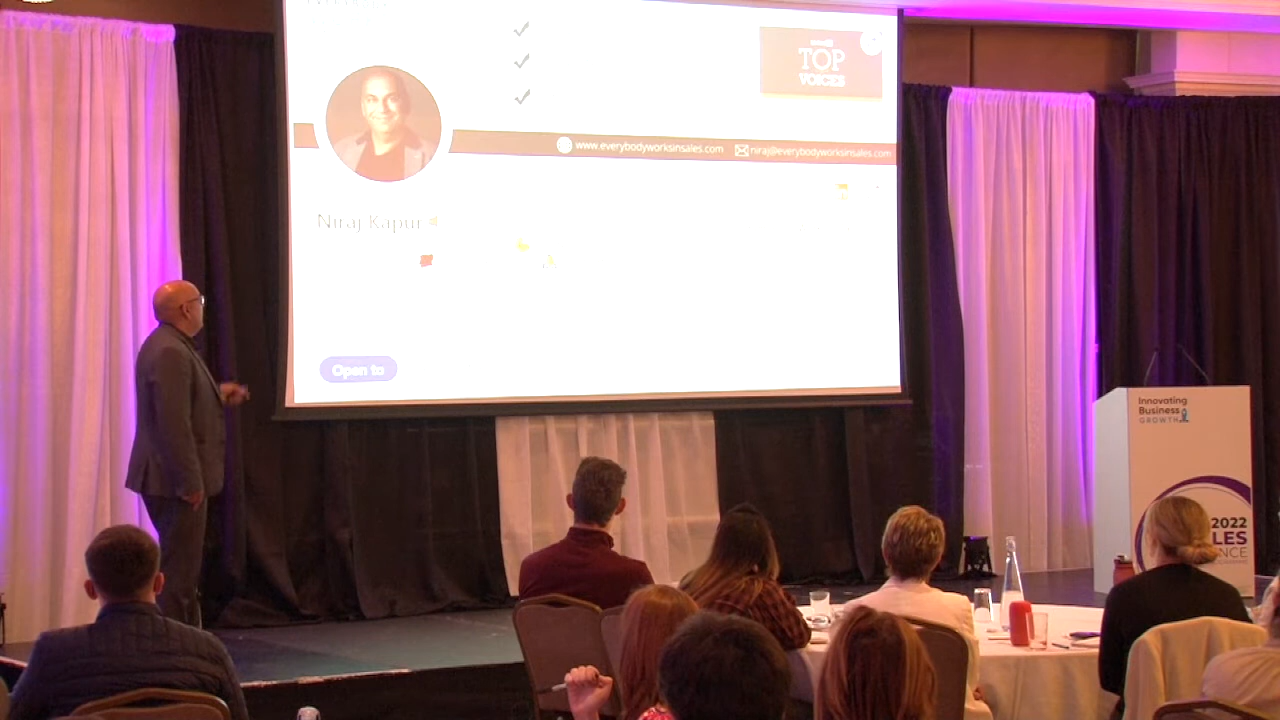 TOP
VOICES
www.everybodyworksinsales.com
niraj@everybodyworksinsales.com
Niraj Kapur
Open to
Innovating
Business
GROWTH
2022
LES
NCE